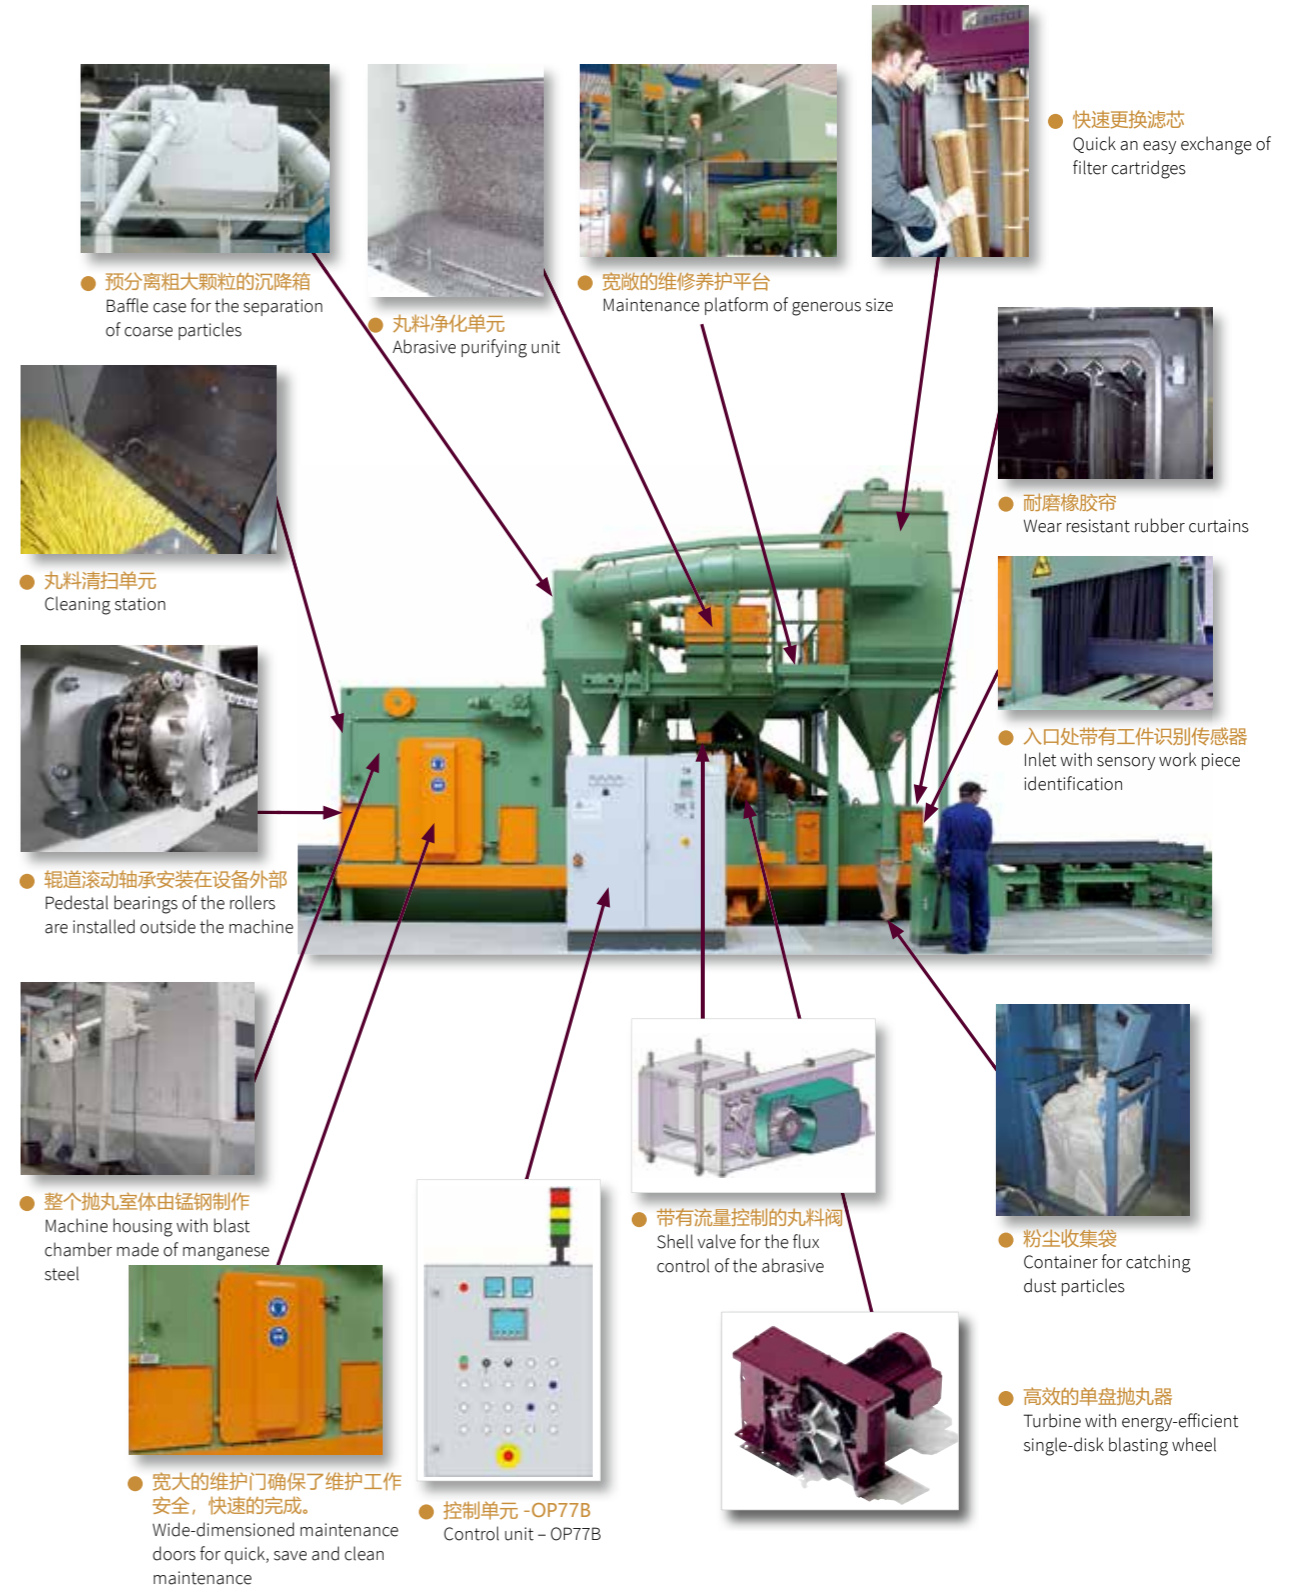 快速更换滤芯
Quick an easy exchange of
filter cartridges
预分离粗大颗粒的沉降箱
Baffle case for the separation
of coarse particles
丸料净化单元
Abrasive purifying unit
宽敞的维修养护平台
Maintenance platform of generous size
耐磨橡胶帘
Wear resistant rubber curtains
丸料清扫单元
Cleaning station
入口处带有工件识别传感器
Inlet with sensory work piece
identification
辊道滚动轴承安装在设备外部
Pedestal bearings of the rollers
are installed outside the machine
整个抛丸室体由锰钢制作
Machine housing with blast
chamber made of manganese
steel
带有流量控制的丸料阀
Shell valve for the flux
control of the abrasive
粉尘收集袋
Container for catching
dust particles
高效的单盘抛丸器
Turbine with energy-efficient
single-disk blasting wheel
宽大的维护门确保了维护工作
安全，快速的完成。
Wide-dimensioned maintenance
doors for quick, save and clean
maintenance
控制单元 -OP77B
Control unit – OP77B